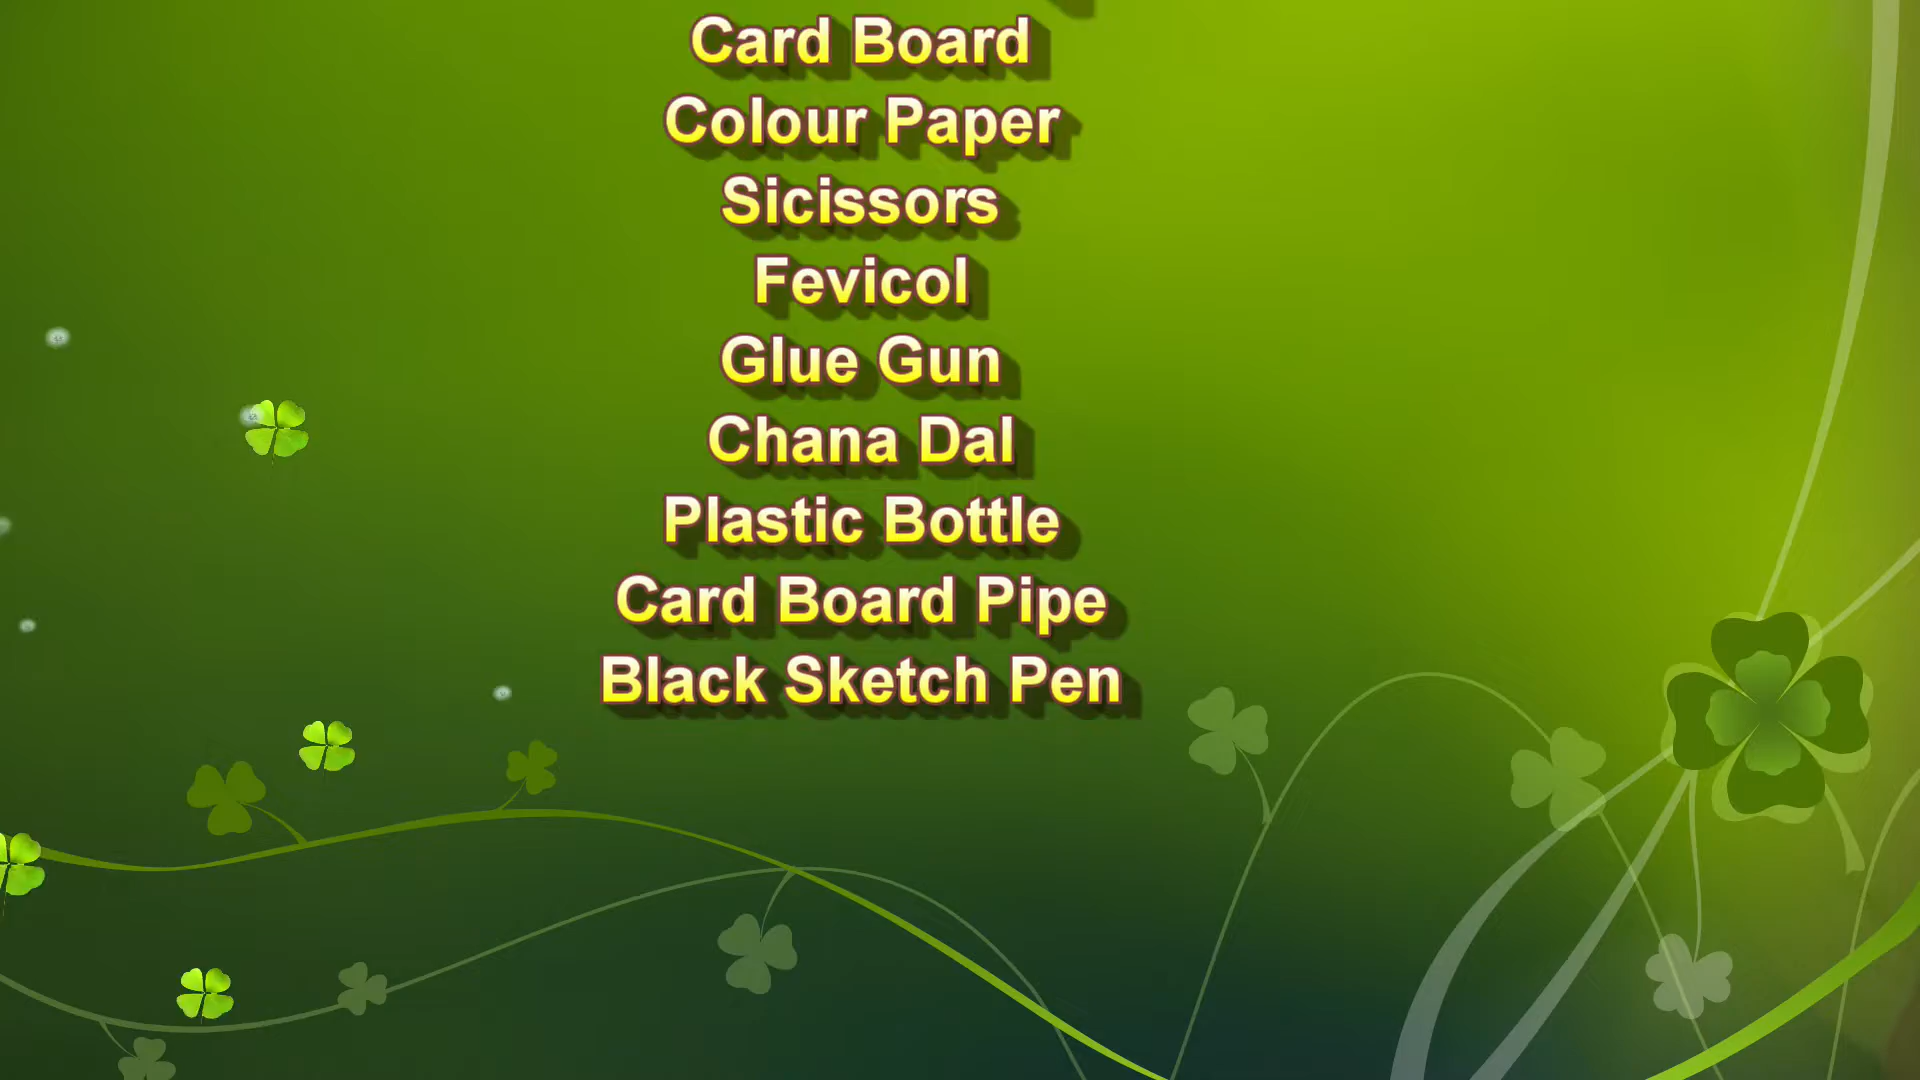 Card Board
Colour Paper
Sicissors
Fevicol
Glue Gun
Chana Dal
Plastic Bottle
Card Board Pipe
Black Sketch Pen